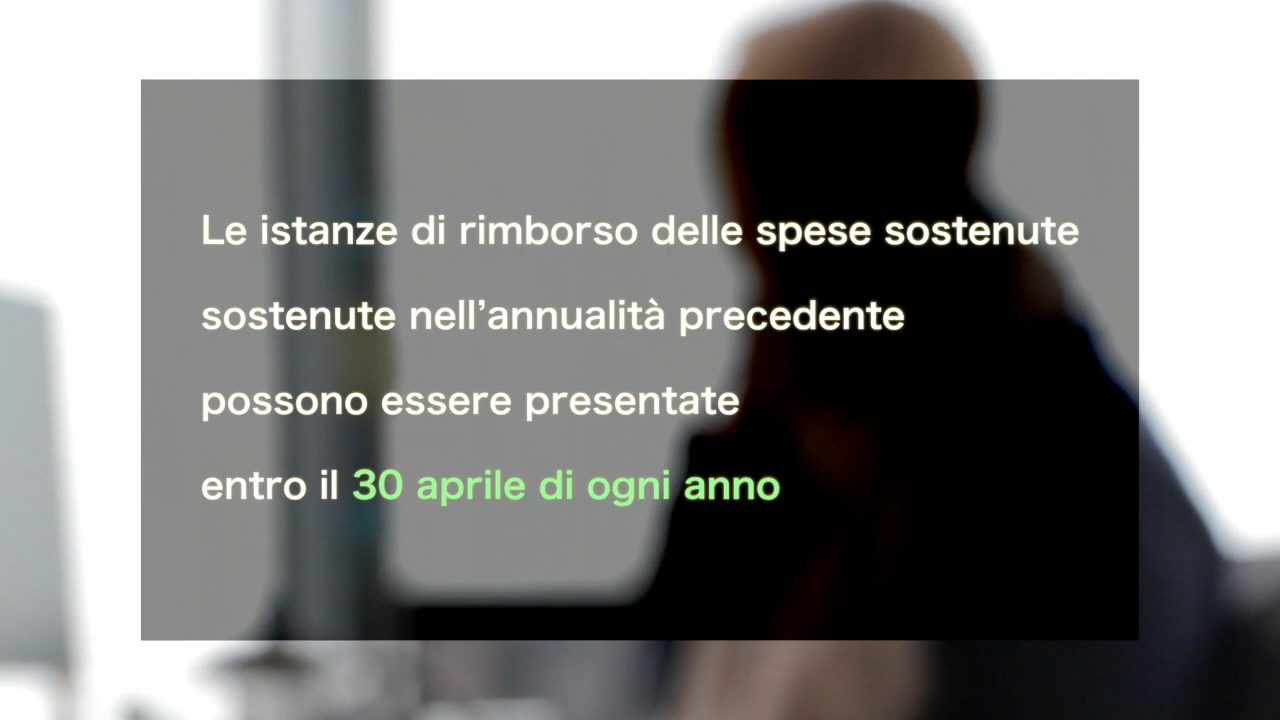 Le istanze di rimborso delle spese sostenute
sostenute nell’annualità precedente
possono essere presentate
entro il 30 aprile di ogni anno